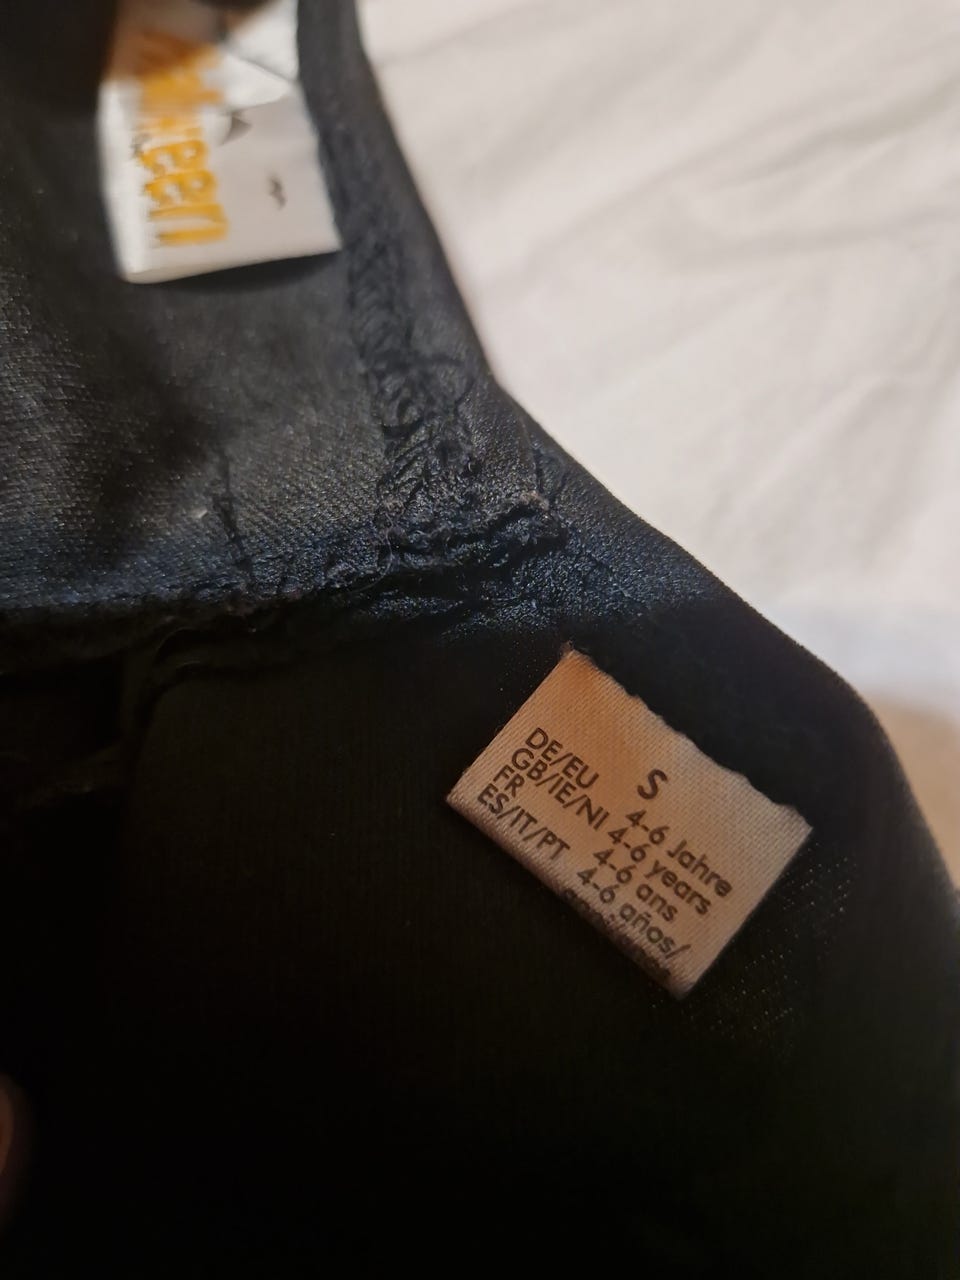 S
DE/EU 4-6 Jahre
GB/IE/NI 4-6 years
FR 4-6 ans
ES/IT/PT 4-6 años/